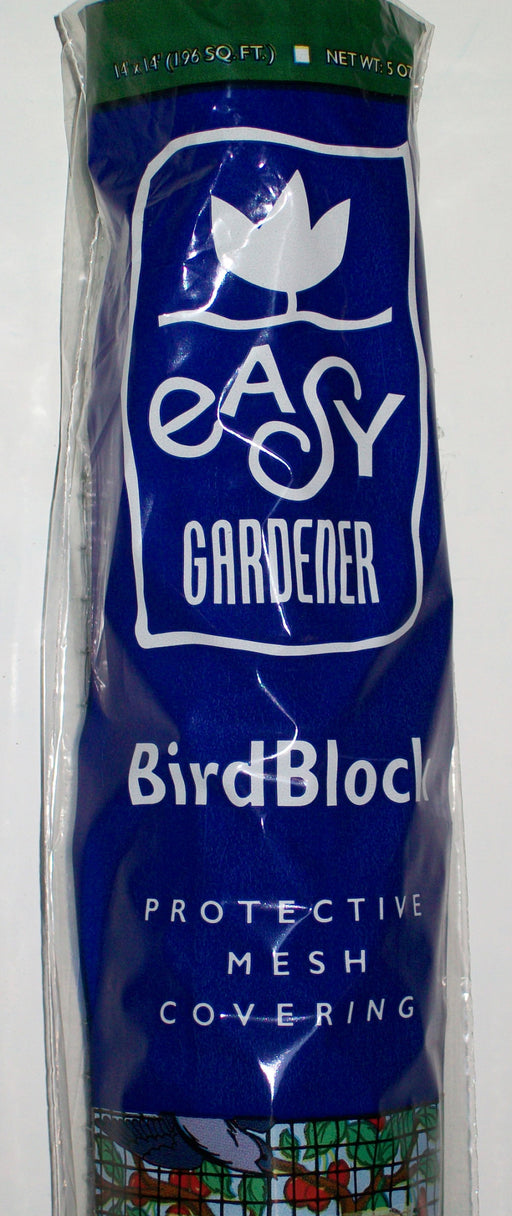 14' x 14' (196 SQ. FT.) NET WT: 5 OZ
eASY
GARDENER
BirdBlock
PROTECTIVE
MESH
COVERING